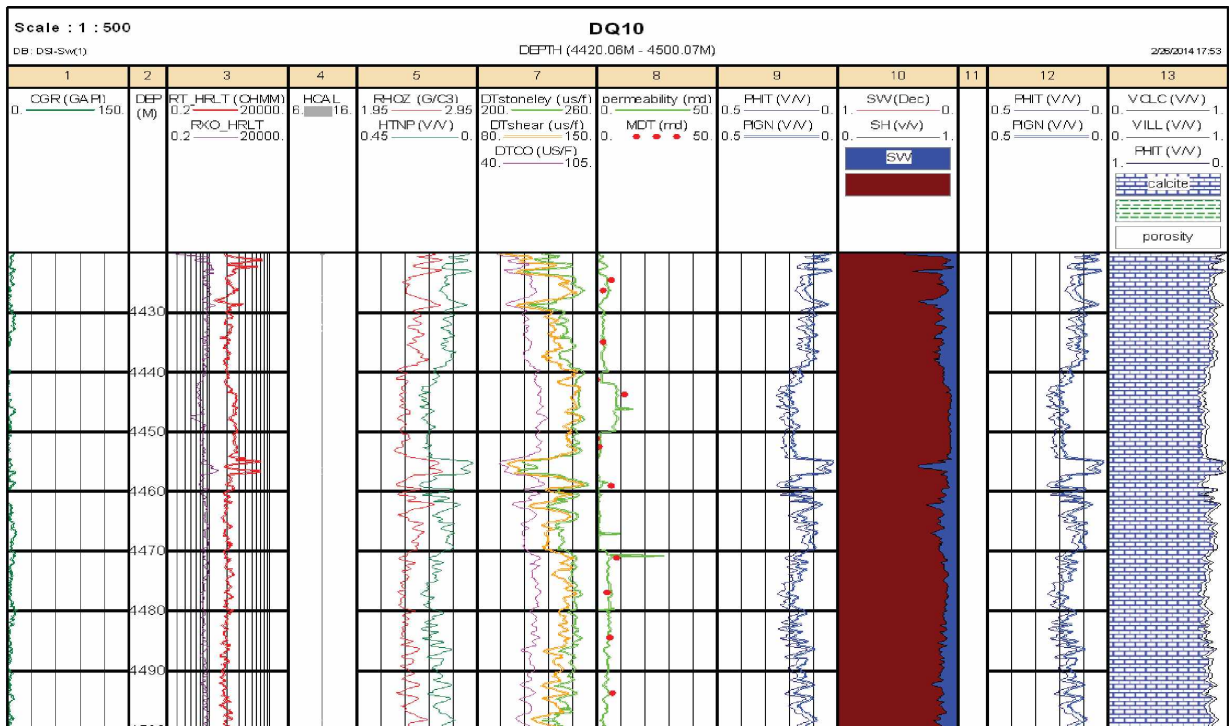 Scale : 1 : 500
DQ10
DB: DSI-Sw(1)
DEPTH (4420.06M - 4500.07M)
2/26/2014 17:53
1 2 3 4 5 7 8 9 10 11 12 13
CGR (GAPI)
0. 150.
DEP
(M)
RT_HRLT (OHMM)
0.2 20000.
RXO_HRLT
0.2 20000.
HCAL
6. 16.
RHOZ (G/C3)
1.95 2.95
HTNP (V/V)
0.45 0.
DTstoneley (us/f)
200. 260.
DTshear (us/f)
80. 150.
DTCO (US/F)
40. 105.
permeability (md)
0. 50.
MDT (md)
0. 50.
PHIT (V/V)
0.5 0.
PIGN (V/V)
0.5 0.
SW (Dec)
1. 0.
SH (v/v)
0. 1.
SW
PHIT (V/V)
0.5 0.
PIGN (V/V)
0.5 0.
VCLC (V/V)
0. 1.
VILL (V/V)
0. 1.
PHIT (V/V)
1. 0.
calcite
porosity
4430
4440
4450
4460
4470
4480
4490